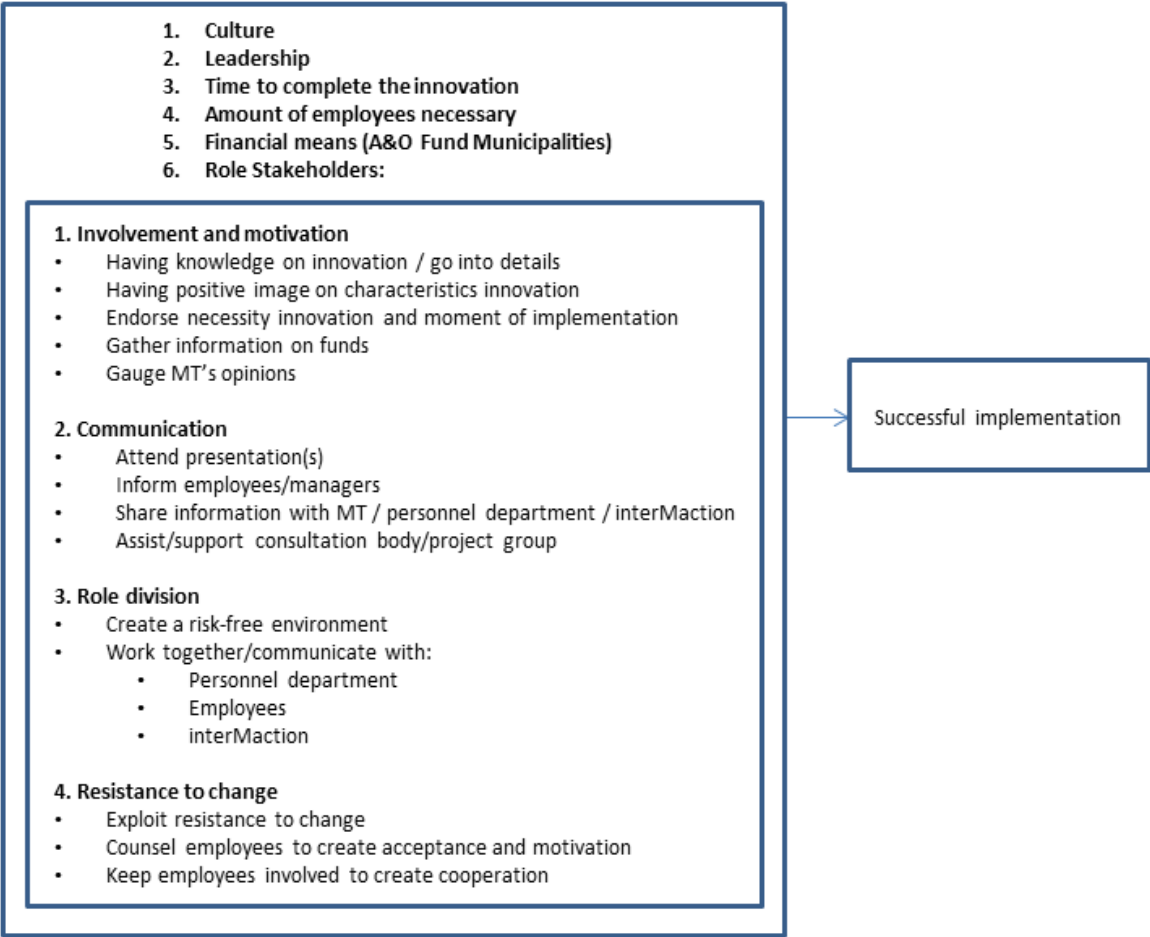 1. Culture
2. Leadership
3. Time to complete the innovation
4. Amount of employees necessary
5. Financial means (A&O Fund Municipalities)
6. Role Stakeholders:
1. Involvement and motivation
• Having knowledge on innovation / go into details
• Having positive image on characteristics innovation
• Endorse necessity innovation and moment of implementation
• Gather information on funds
• Gauge MT's opinions
2. Communication
• Attend presentation(s)
• Inform employees/managers
• Share information with MT / personnel department / interMaction
• Assist/support consultation body/project group
3. Role division
• Create a risk-free environment
• Work together/communicate with:
• Personnel department
• Employees
• interMaction
4. Resistance to change
• Exploit resistance to change
• Counsel employees to create acceptance and motivation
• Keep employees involved to create cooperation
Successful implementation